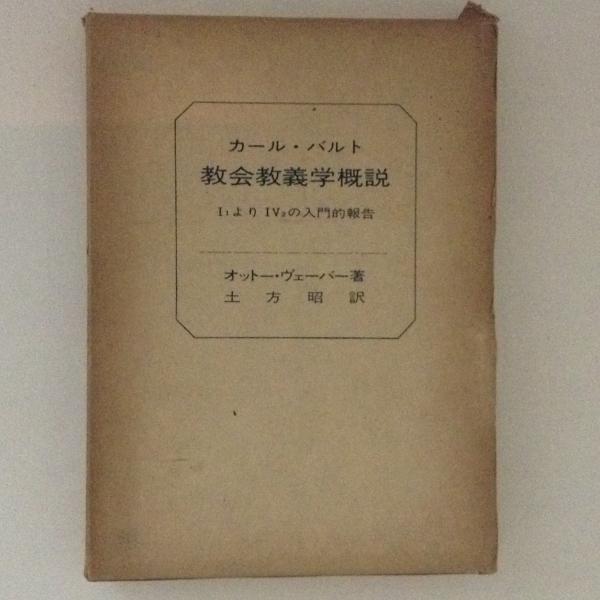 カール・バルト
教会教義学概説
I₁よりIV₂の入門的報告
オットー・ヴェーバー著
土方昭訳